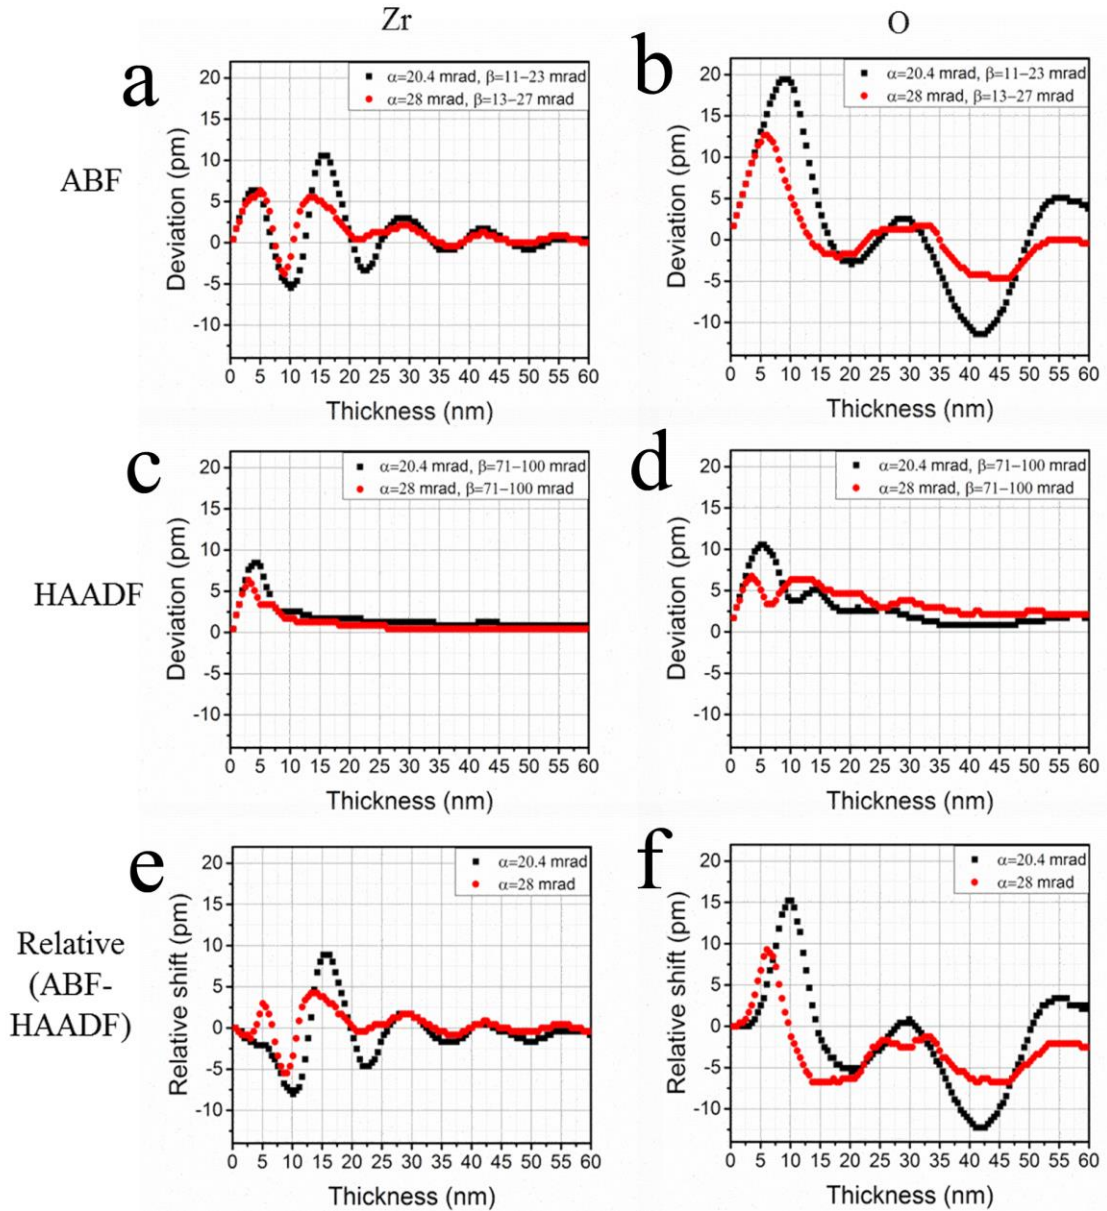 Zr
O
ABF
HAADF
Relative
(ABF-
HAADF)
a
α=20.4 mrad, β=11−23 mrad
α=28 mrad, β=13−27 mrad
20
15
10
5
0
-5
-10
Deviation (pm)
0 5 10 15 20 25 30 35 40 45 50 55 60
Thickness (nm)
b
α=20.4 mrad, β=11−23 mrad
α=28 mrad, β=13−27 mrad
20
15
10
5
0
-5
-10
Deviation (pm)
0 5 10 15 20 25 30 35 40 45 50 55 60
Thickness (nm)
c
α=20.4 mrad, β=71−100 mrad
α=28 mrad, β=71−100 mrad
20
15
10
5
0
-5
-10
Deviation (pm)
0 5 10 15 20 25 30 35 40 45 50 55 60
Thickness (nm)
d
α=20.4 mrad, β=71−100 mrad
α=28 mrad, β=71−100 mrad
20
15
10
5
0
-5
-10
Deviation (pm)
0 5 10 15 20 25 30 35 40 45 50 55 60
Thickness (nm)
e
α=20.4 mrad
α=28 mrad
20
15
10
5
0
-5
-10
Relative shift (pm)
0 5 10 15 20 25 30 35 40 45 50 55 60
Thickness (nm)
f
α=20.4 mrad
α=28 mrad
20
15
10
5
0
-5
-10
Relative shift (pm)
0 5 10 15 20 25 30 35 40 45 50 55 60
Thickness (nm)